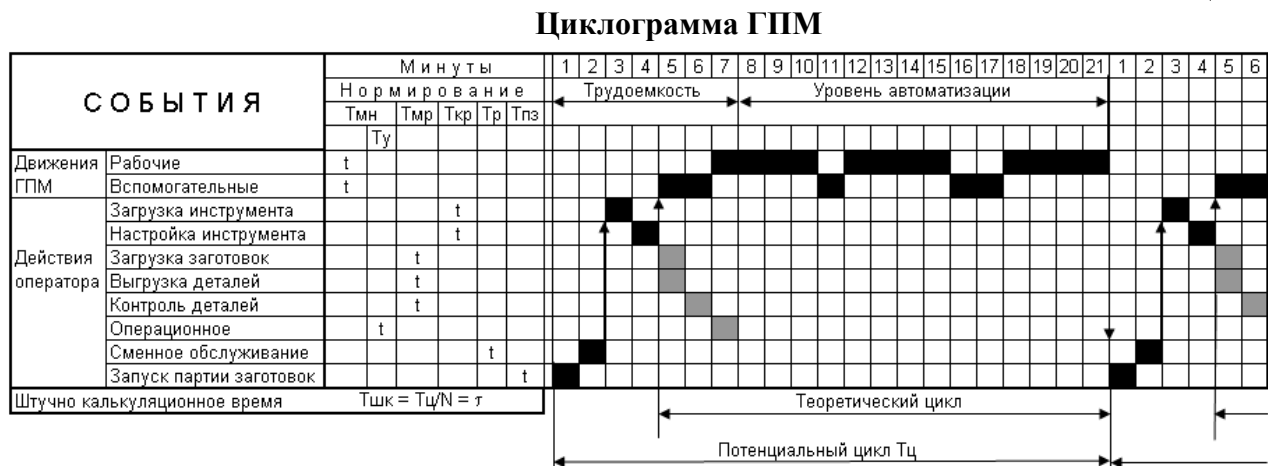 Циклограмма ГПМ
СОБЫТИЯ
Минуты
1 2 3 4 5 6 7 8 9 10 11 12 13 14 15 16 17 18 19 20 21 1 2 3 4 5 6
Нормирование
Трудоемкость
Уровень автоматизации
Тмн Тмр Ткр Тр Тпз
Ту
Движения ГПМ
Рабочие t
Вспомогательные t
Действия оператора
Загрузка инструмента t
Настройка инструмента t
Загрузка заготовок t
Выгрузка деталей t
Контроль деталей t
Операционное t
Сменное обслуживание t
Запуск партии заготовок t
Штучно калькуляционное время Тшк = Тц/N = τ
Теоретический цикл
Потенциальный цикл Тц